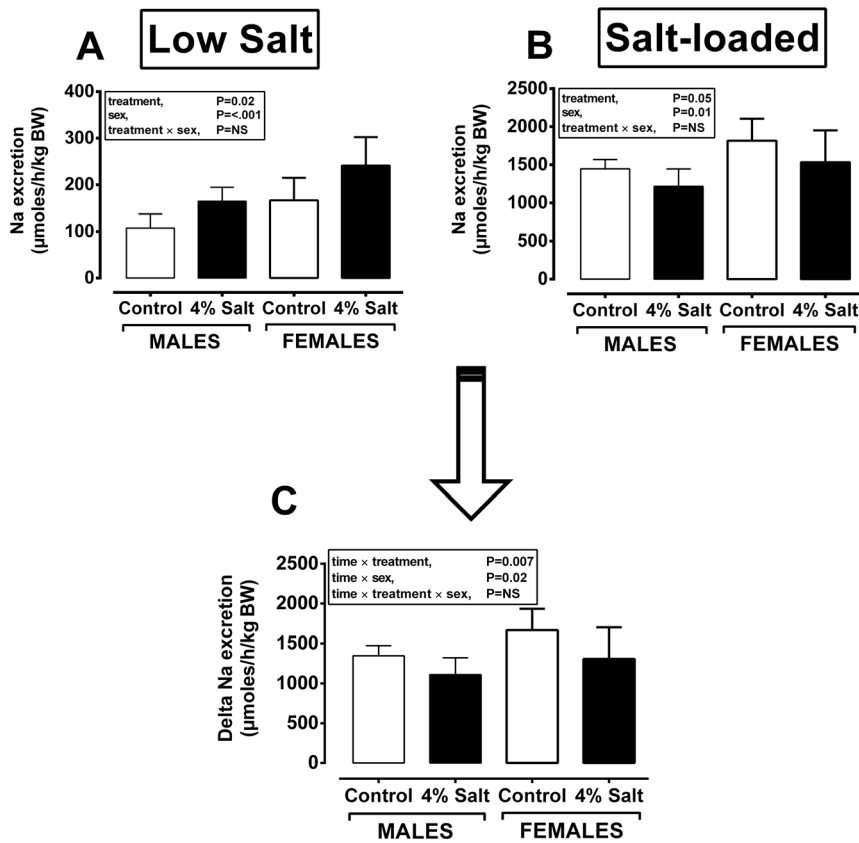 A
Low Salt
Na excretion
(µmoles/h/kg BW)
400
300
200
100
0
treatment, P=0.02
sex, P=<.001
treatment × sex, P=NS
Control 4% Salt Control 4% Salt
MALES FEMALES
B
Salt-loaded
Na excretion
(µmoles/h/kg BW)
2500
2000
1500
1000
500
0
treatment, P=0.05
sex, P=0.01
treatment × sex, P=NS
Control 4% Salt Control 4% Salt
MALES FEMALES
C
Delta Na excretion
(µmoles/h/kg BW)
2500
2000
1500
1000
500
0
time × treatment, P=0.007
time × sex, P=0.02
time × treatment × sex, P=NS
Control 4% Salt Control 4% Salt
MALES FEMALES